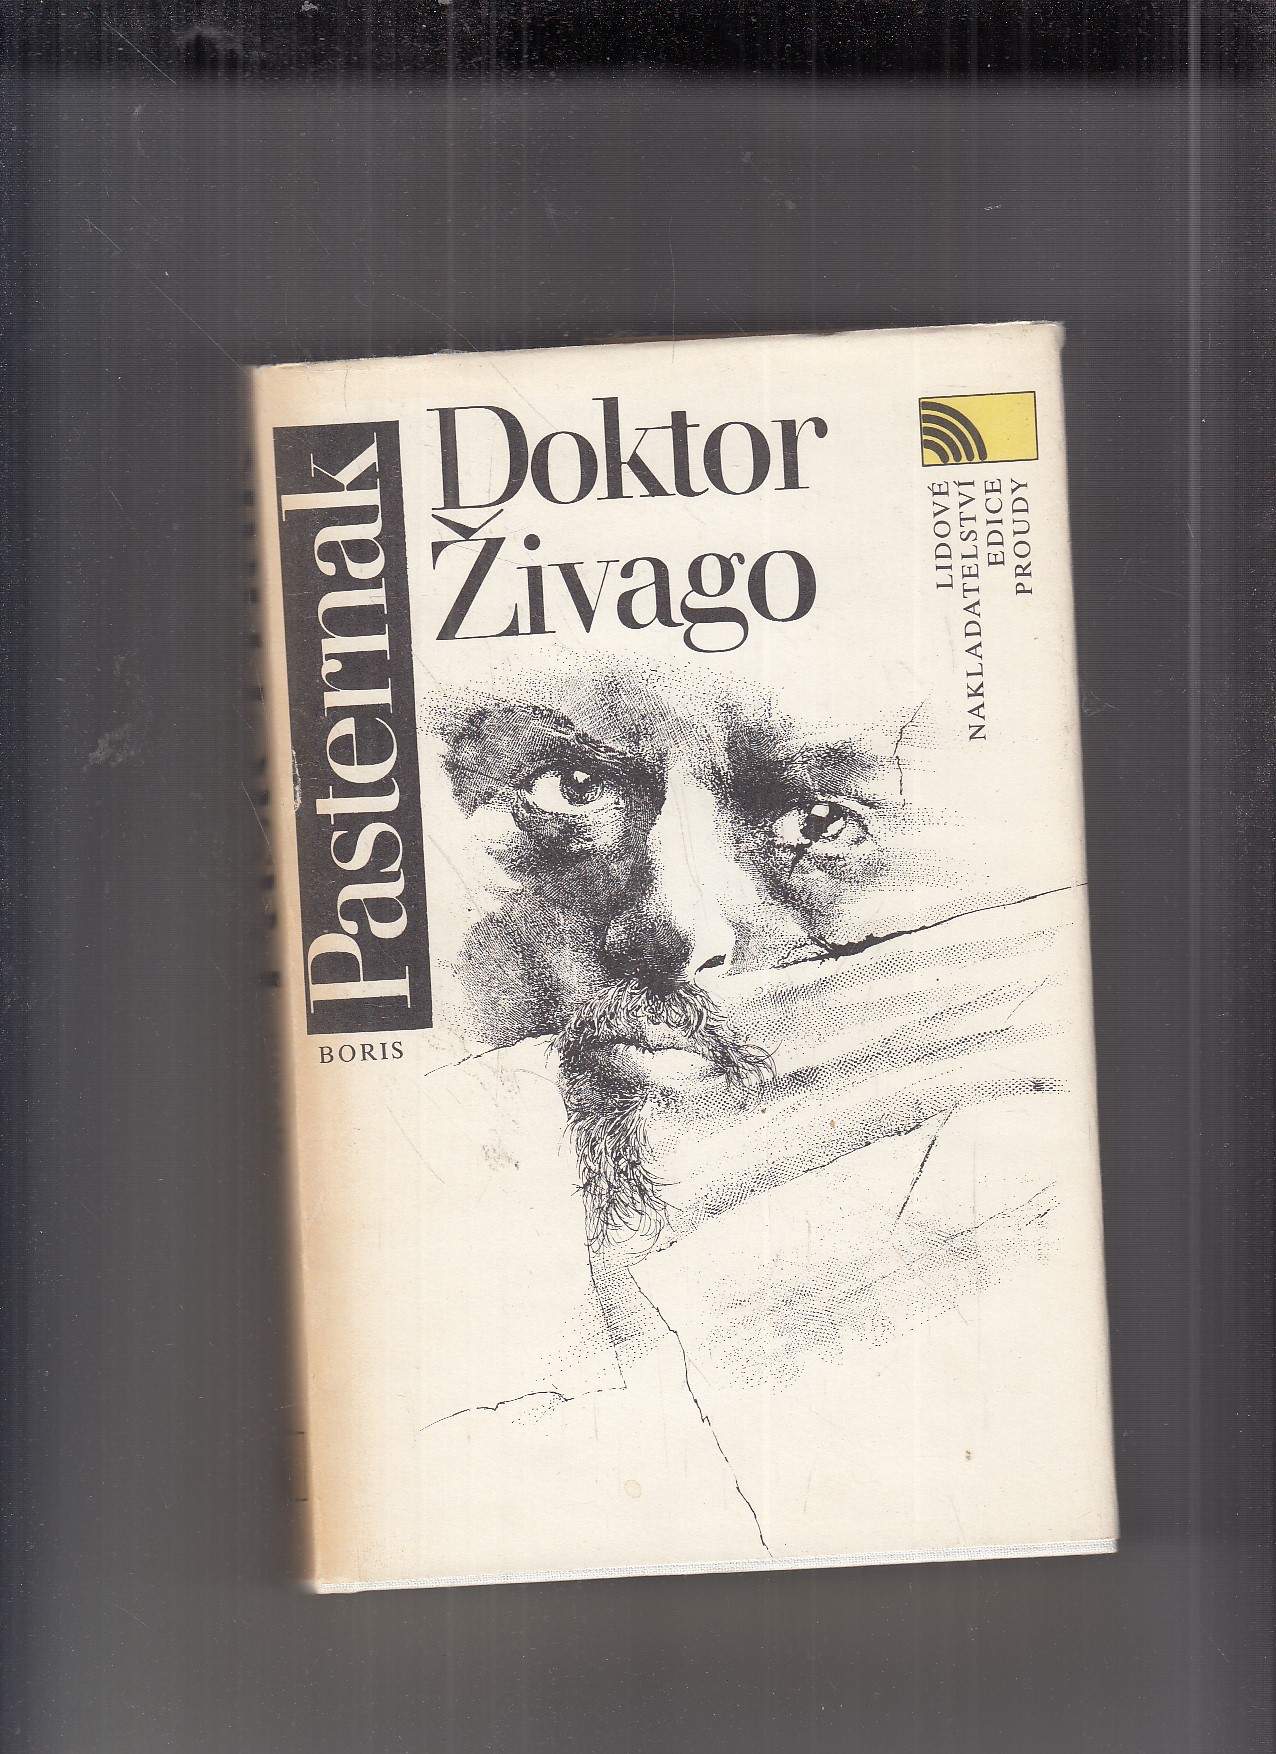 Doktor
Živago
Pasternak
BORIS
LIDOVÉ
NAKLADATELSTVÍ
EDICE
PROUDY